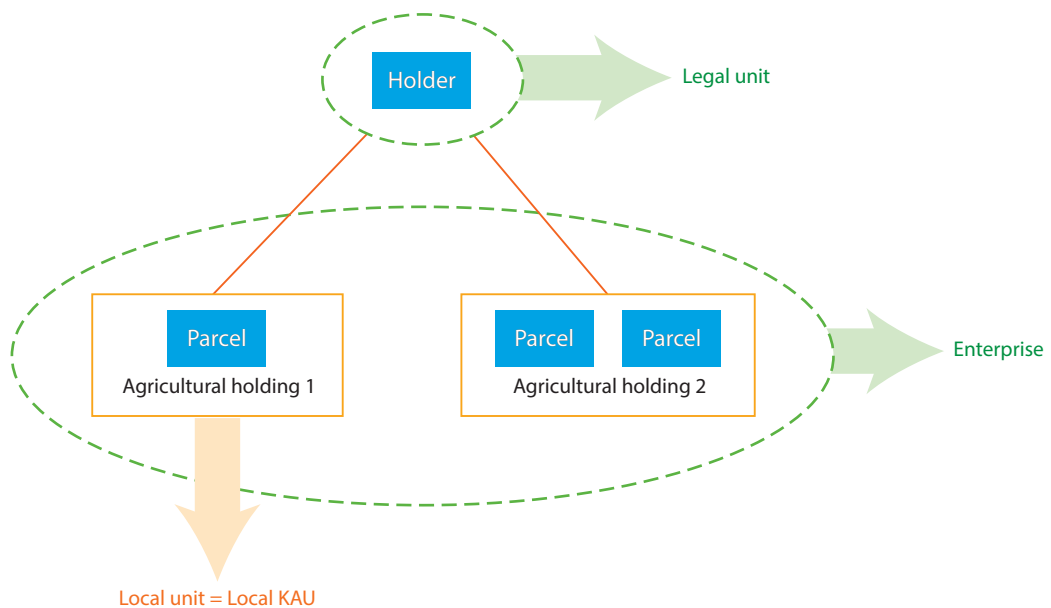 Holder
Legal unit
Parcel
Parcel
Parcel
Enterprise
Agricultural holding 1
Agricultural holding 2
Local unit = Local KAU